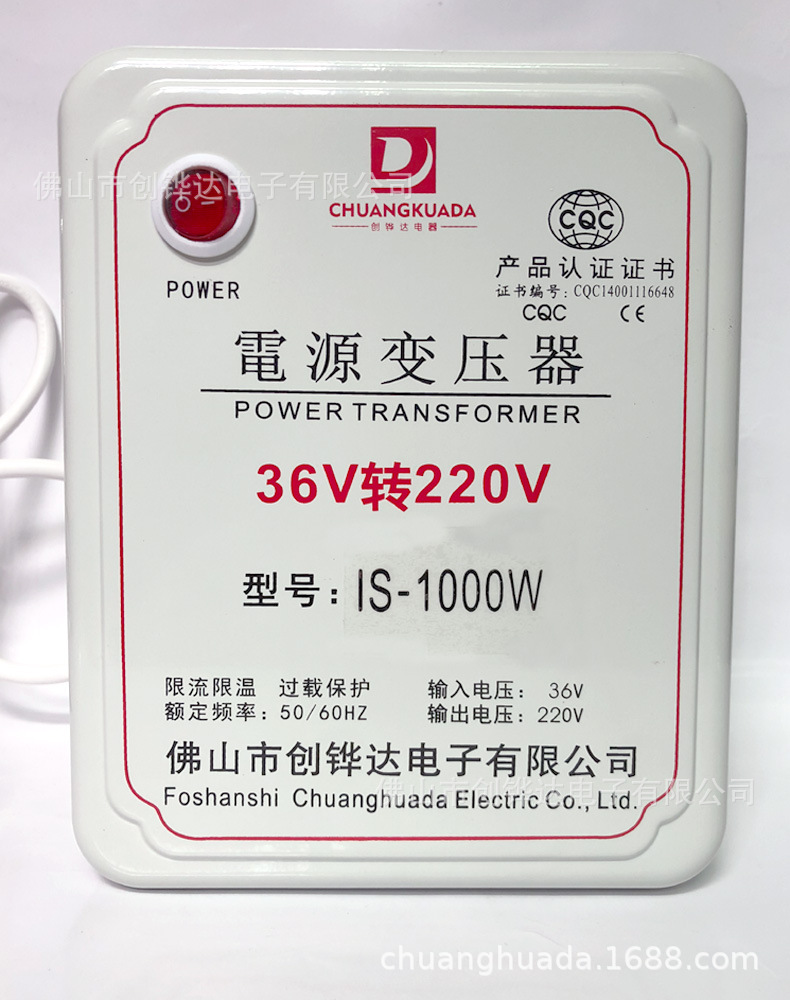 佛山市创铧达电子有限公司
D
CHUANGKUADA
创铧达电器
CQC
产品认证证书
证书编号:CQC14001116648
CQC CE
POWER
電源变压器
POWER TRANSFORMER
36V转220V
型号:IS-1000W
限流限温 过载保护 输入电压: 36V
额定频率:50/60HZ 输出电压:220V
佛山市创铧达电子有限公司
佛山市创铧达电子有限公司
Foshanshi Chuanghuada Electric Co., Ltd.
chuanghuada.1688.com